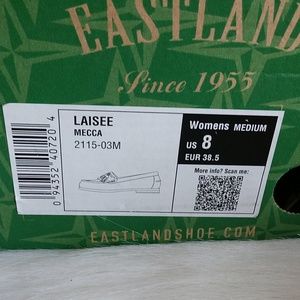 EASTLAND
Since 1955
LAISEE
MECCA
2115-03M
Womens MEDIUM
US 8
EUR 38.5
More info? Scan me:
0 94352 40720 4
EASTLANDSHOE.COM